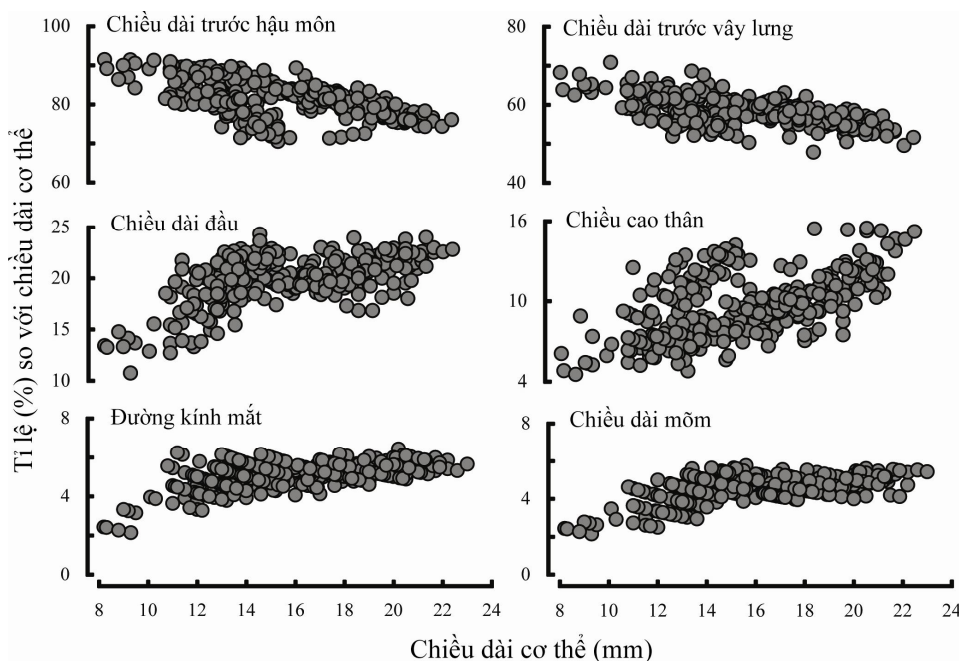 Tỉ lệ (%) so với chiều dài cơ thể
Chiều dài trước hậu môn
100
80
60
Chiều dài trước vây lưng
80
60
40
Chiều dài đầu
25
20
15
10
Chiều cao thân
16
10
4
Đường kính mắt
8
4
0
Chiều dài mõm
8
4
0
8 10 12 14 16 18 20 22 24
8 10 12 14 16 18 20 22 24
Chiều dài cơ thể (mm)